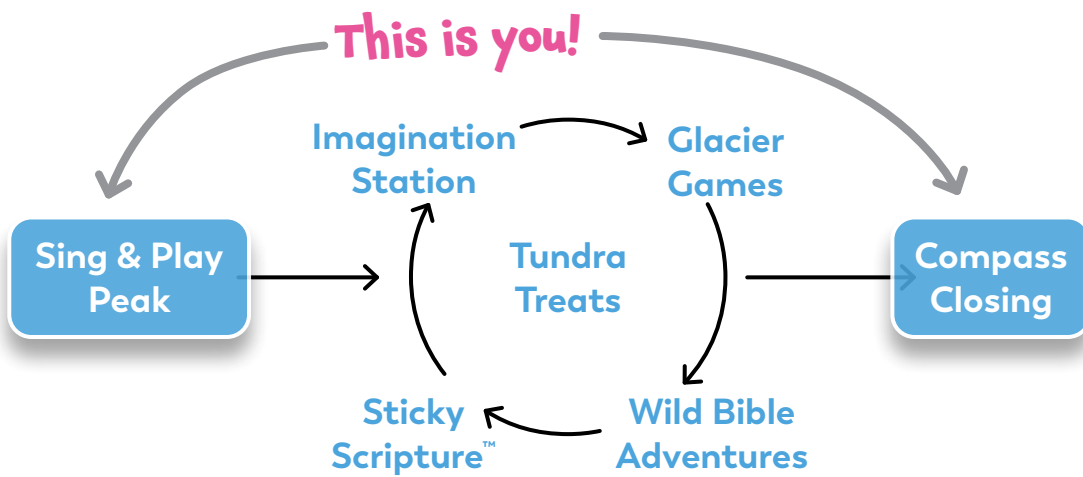 This is you!
Imagination
Station
Glacier
Games
Sing & Play
Peak
Tundra
Treats
Compass
Closing
Sticky
Scripture™
Wild Bible
Adventures